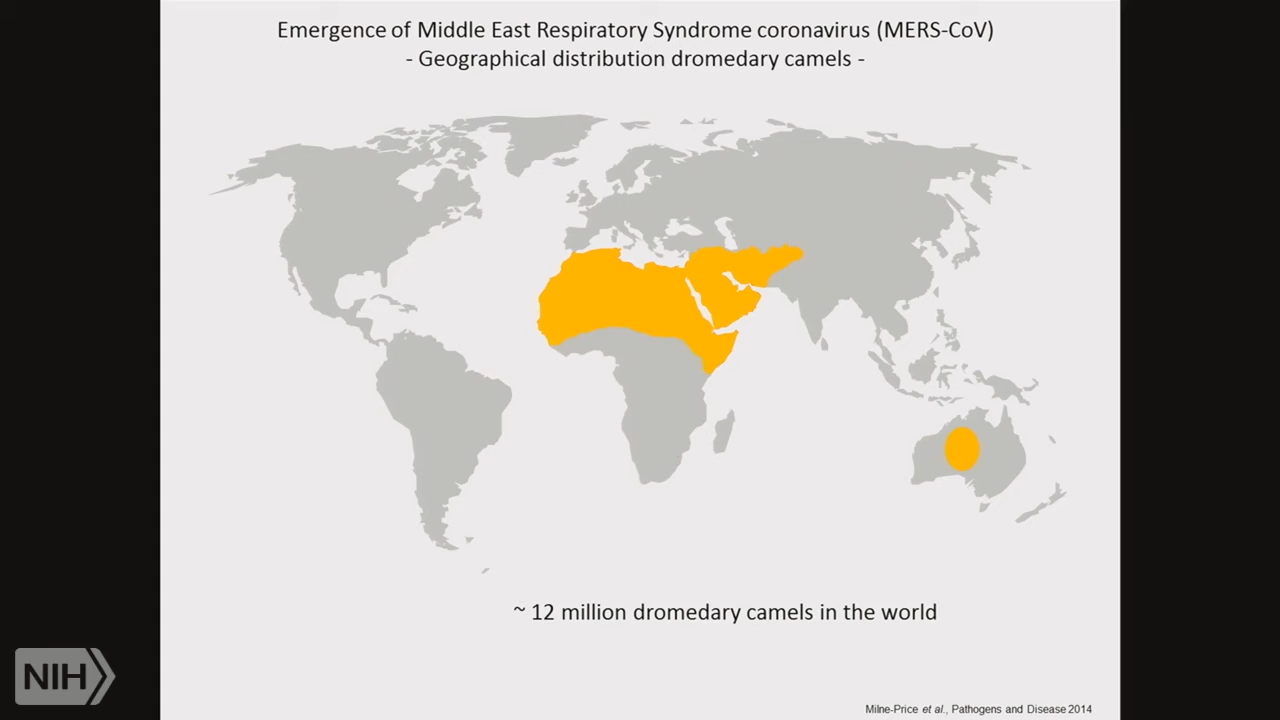 Emergence of Middle East Respiratory Syndrome coronavirus (MERS-CoV)
- Geographical distribution dromedary camels -
~ 12 million dromedary camels in the world
NIH
Milne-Price et al., Pathogens and Disease 2014